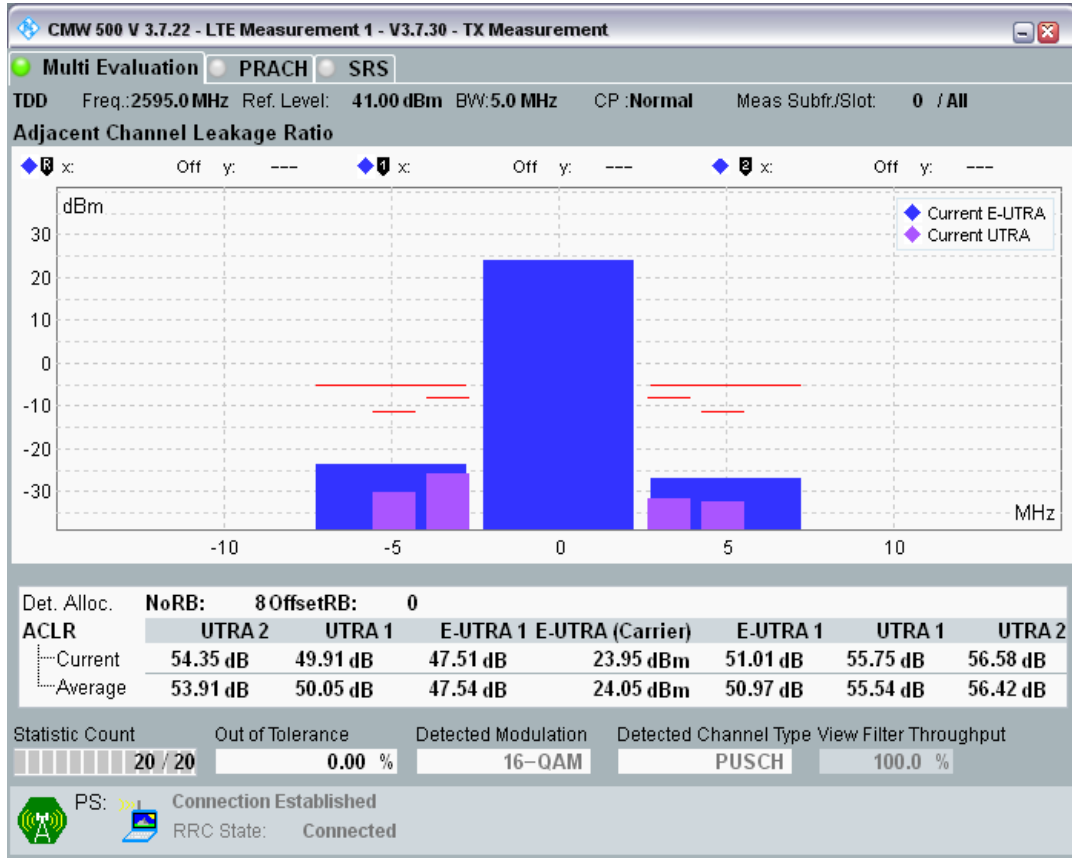 CMW 500 V 3.7.22 - LTE Measurement 1 - V3.7.30 - TX Measurement
Multi Evaluation PRACH SRS
TDD Freq.:2595.0 MHz Ref. Level: 41.00 dBm BW:5.0 MHz CP :Normal Meas Subfr./Slot: 0 / All
Adjacent Channel Leakage Ratio
R x: Off y: --- 1 x: Off y: --- 2 x: Off y: ---
dBm
Current E-UTRA
Current UTRA
30
20
10
0
-10
-20
-30
MHz
-10 -5 0 5 10
Det. Alloc. NoRB: 8 OffsetRB: 0
ACLR UTRA 2 UTRA 1 E-UTRA 1 E-UTRA (Carrier) E-UTRA 1 UTRA 1 UTRA 2
Current 54.35 dB 49.91 dB 47.51 dB 23.95 dBm 51.01 dB 55.75 dB 56.58 dB
Average 53.91 dB 50.05 dB 47.54 dB 24.05 dBm 50.97 dB 55.54 dB 56.42 dB
Statistic Count Out of Tolerance Detected Modulation Detected Channel Type View Filter Throughput
20 / 20 0.00 % 16-QAM PUSCH 100.0 %
PS: Connection Established
RRC State: Connected